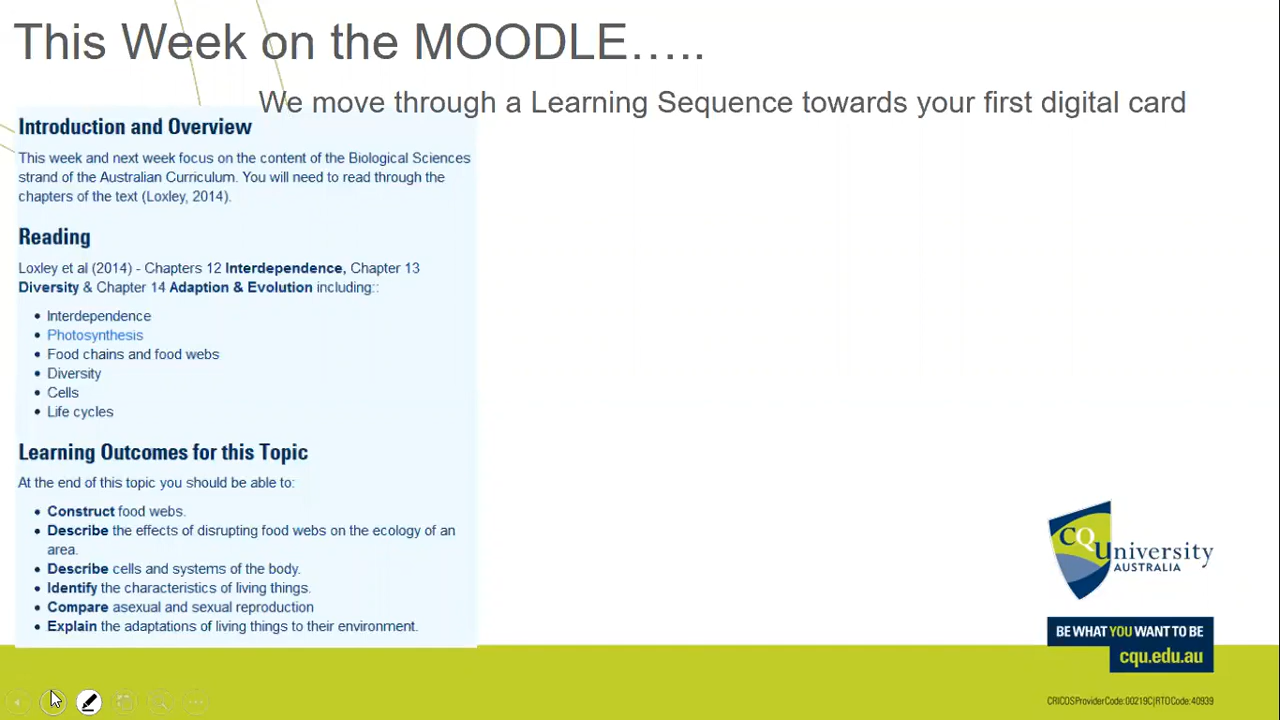 This Week on the MOODLE…..
We move through a Learning Sequence towards your first digital card
Introduction and Overview
This week and next week focus on the content of the Biological Sciences
strand of the Australian Curriculum. You will need to read through the
chapters of the text (Loxley, 2014).
Reading
Loxley et al (2014) - Chapters 12 Interdependence, Chapter 13
Diversity & Chapter 14 Adaption & Evolution including::
• Interdependence
• Photosynthesis
• Food chains and food webs
• Diversity
• Cells
• Life cycles
Learning Outcomes for this Topic
At the end of this topic you should be able to:
• Construct food webs.
• Describe the effects of disrupting food webs on the ecology of an
area.
• Describe cells and systems of the body.
• Identify the characteristics of living things.
• Compare asexual and sexual reproduction
• Explain the adaptations of living things to their environment.
CQUniversity
AUSTRALIA
BE WHAT YOU WANT TO BE
cqu.edu.au
CRICOSProviderCode:00219C|RTOCode:40939